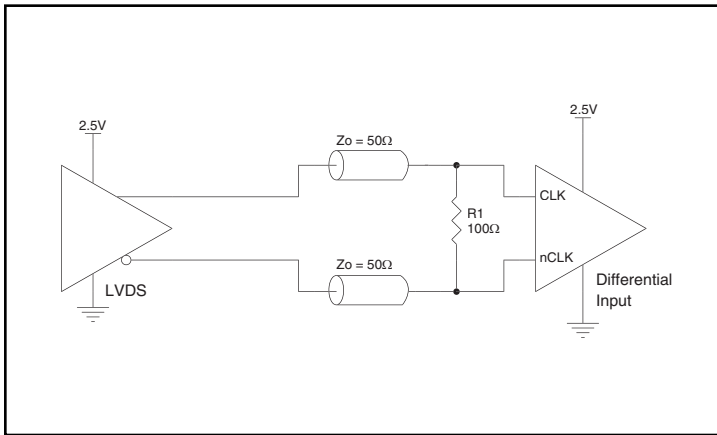 2.5V
2.5V
Zo = 50Ω
CLK
R1
100Ω
Zo = 50Ω
nCLK
LVDS
Differential
Input